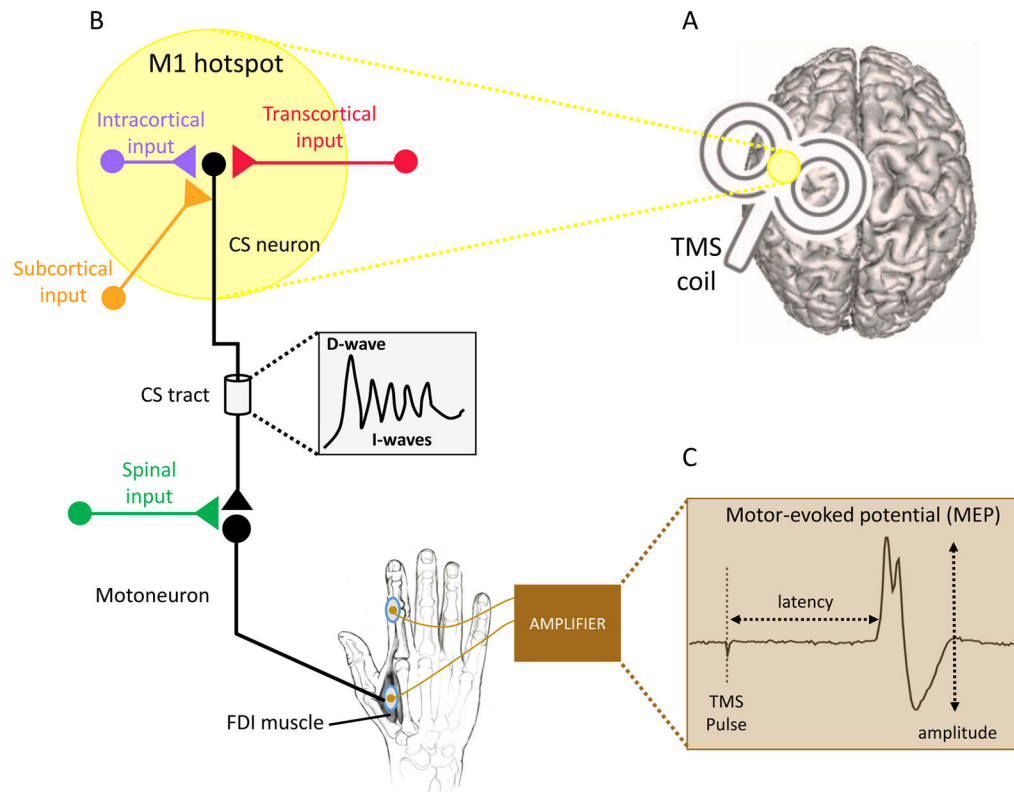 B
A
M1 hotspot
Intracortical
input
Transcortical
input
CS neuron
Subcortical
input
TMS
coil
D-wave
I-waves
CS tract
C
Spinal
input
Motor-evoked potential (MEP)
Motoneuron
latency
AMPLIFIER
TMS
Pulse
FDI muscle
amplitude